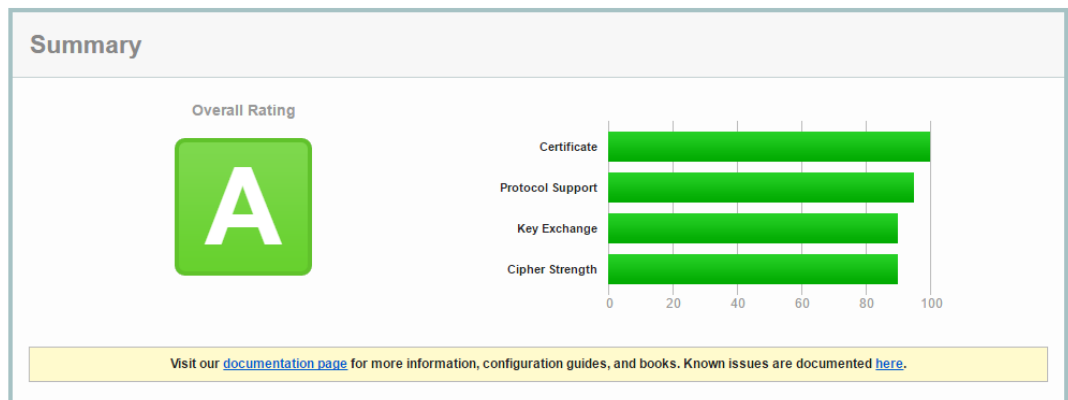 Summary
Overall Rating
A
Certificate
Protocol Support
Key Exchange
Cipher Strength
0 20 40 60 80 100
Visit our documentation page for more information, configuration guides, and books. Known issues are documented here.